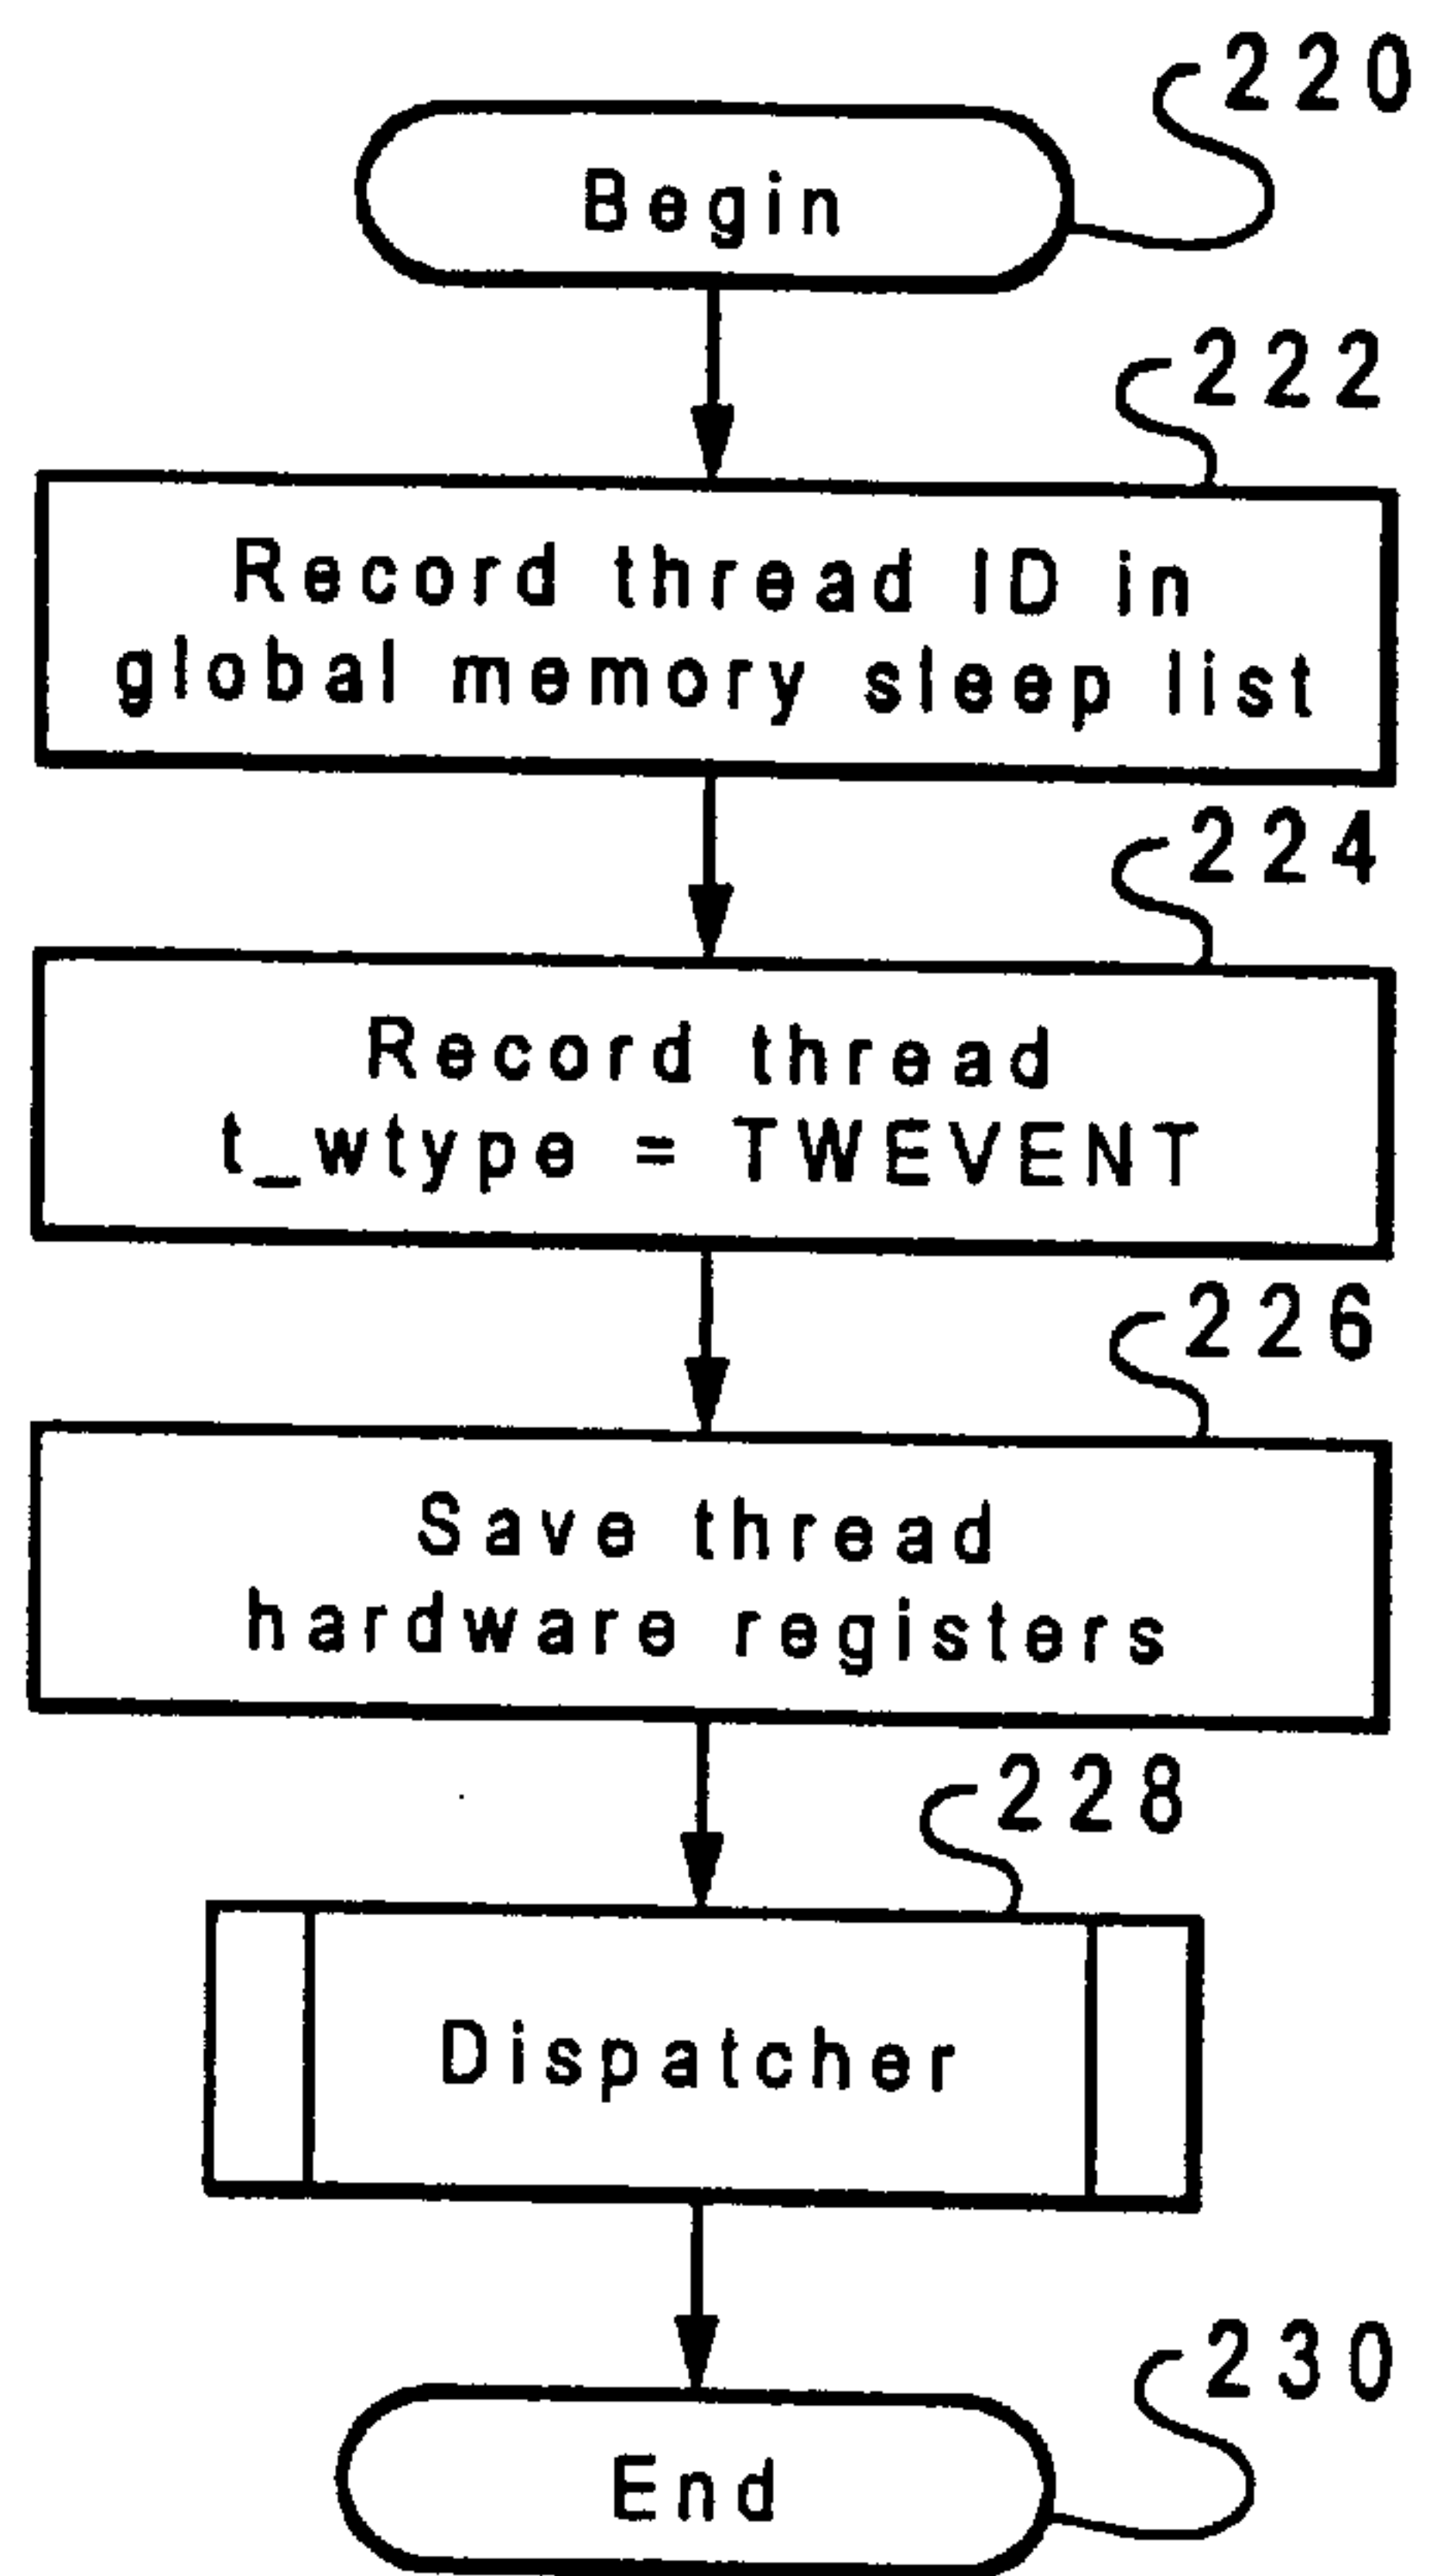 220
Begin
222
Record thread ID in
global memory sleep list
224
Record thread
t_wtype = TWEVENT
226
Save thread
hardware registers
228
Dispatcher
230
End